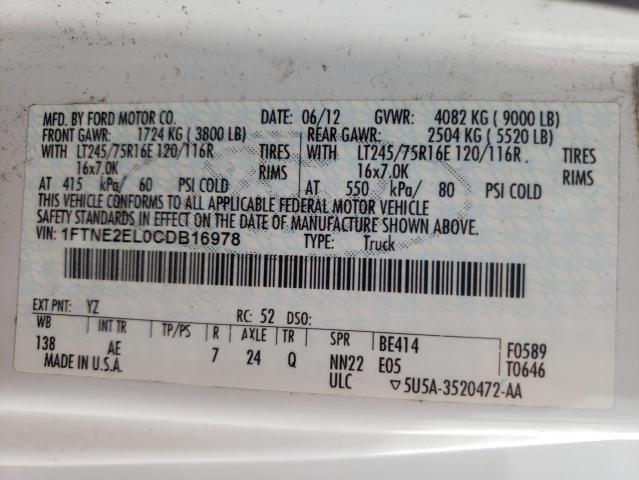 MFD. BY FORD MOTOR CO. DATE: 06/12 GVWR: 4082 KG ( 9000 LB)
FRONT GAWR: 1724 KG ( 3800 LB) REAR GAWR: 2504 KG ( 5520 LB)
WITH LT245/75R16E 120/116R TIRES WITH LT245/75R16E 120/116R TIRES
16x7.0K RIMS 16x7.0K RIMS
AT 415 kPa/ 60 PSI COLD AT 550 kPa/ 80 PSI COLD
THIS VEHICLE CONFORMS TO ALL APPLICABLE FEDERAL MOTOR VEHICLE
SAFETY STANDARDS IN EFFECT ON THE DATE OF MANUFACTURE SHOWN ABOVE.
VIN: 1FTNE2EL0CDB16978 TYPE: Truck
EXT PNT: YZ RC: 52 DSO:
WB INT TR TP/PS R AXLE TR SPR BE414 F0589
138 AE 7 24 Q NN22 E05 T0646
MADE IN U.S.A. ULC ▽5U5A-3520472-AA